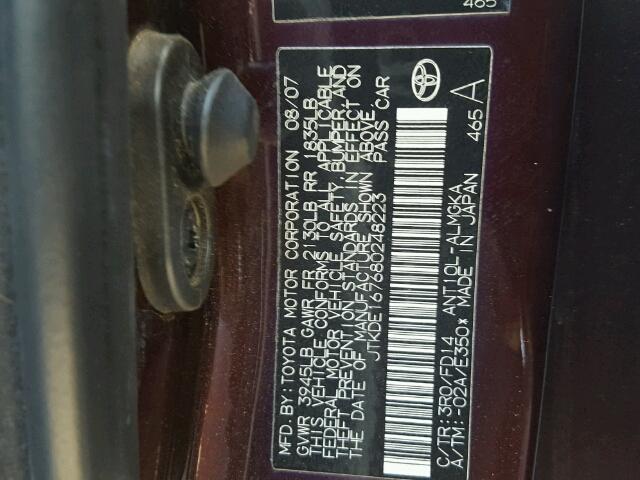 465
MFD.BY:TOYOTA MOTOR CORPORATION 08/07
GVWR 3945LB GAWR FR 2130LB RR 1835LB
THIS VEHICLE CONFORMS TO ALL APPLICABLE
FEDERAL MOTOR VEHICLE SAFETY, BUMPER, AND
THEFT PREVENTION STANDARDS IN EFFECT ON
THE DATE OF MANUFACTURE SHOWN ABOVE.
JTKDE167680248223 PASS CAR
C/TR:3R0/FD14 ANT10L-ALMGKA
A/TM:-02A/E350* MADE IN JAPAN 465 A